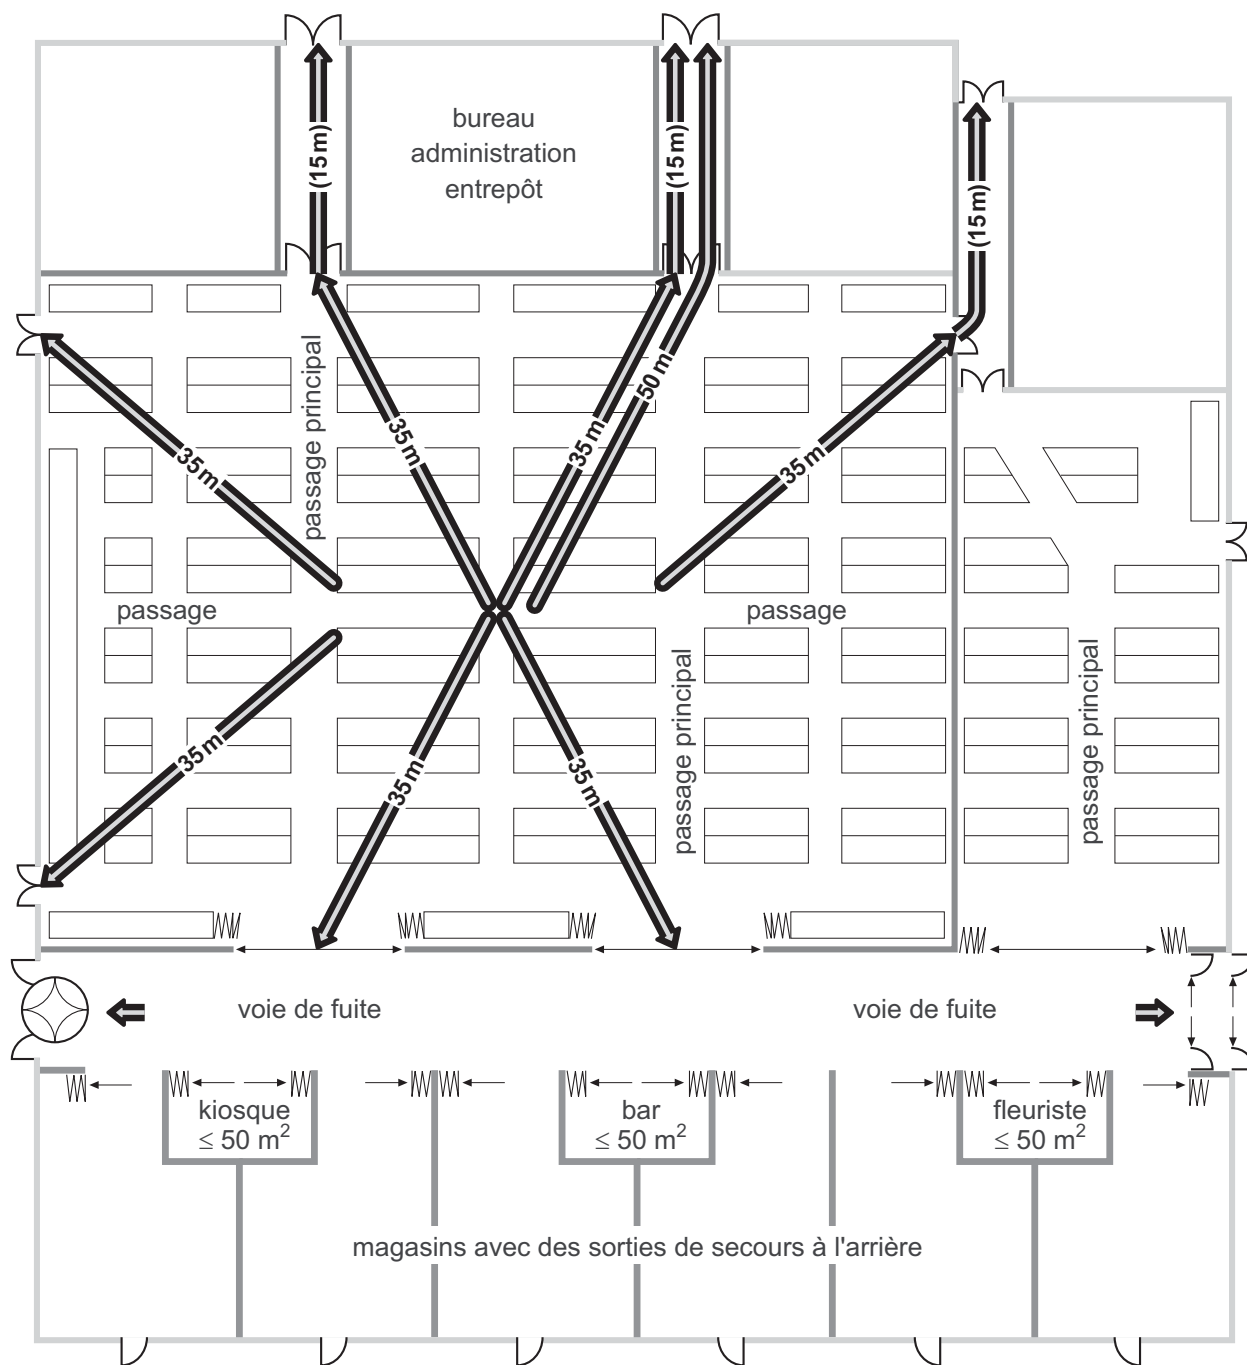 (15 m)
bureau
administration
entrepôt
(15 m)
(15 m)
passage principal
50 m
35 m
35 m
35 m
35 m
passage
passage
passage principal
passage principal
35 m
35 m
35 m
voie de fuite
voie de fuite
kiosque
≤ 50 m²
bar
≤ 50 m²
fleuriste
≤ 50 m²
magasins avec des sorties de secours à l'arrière